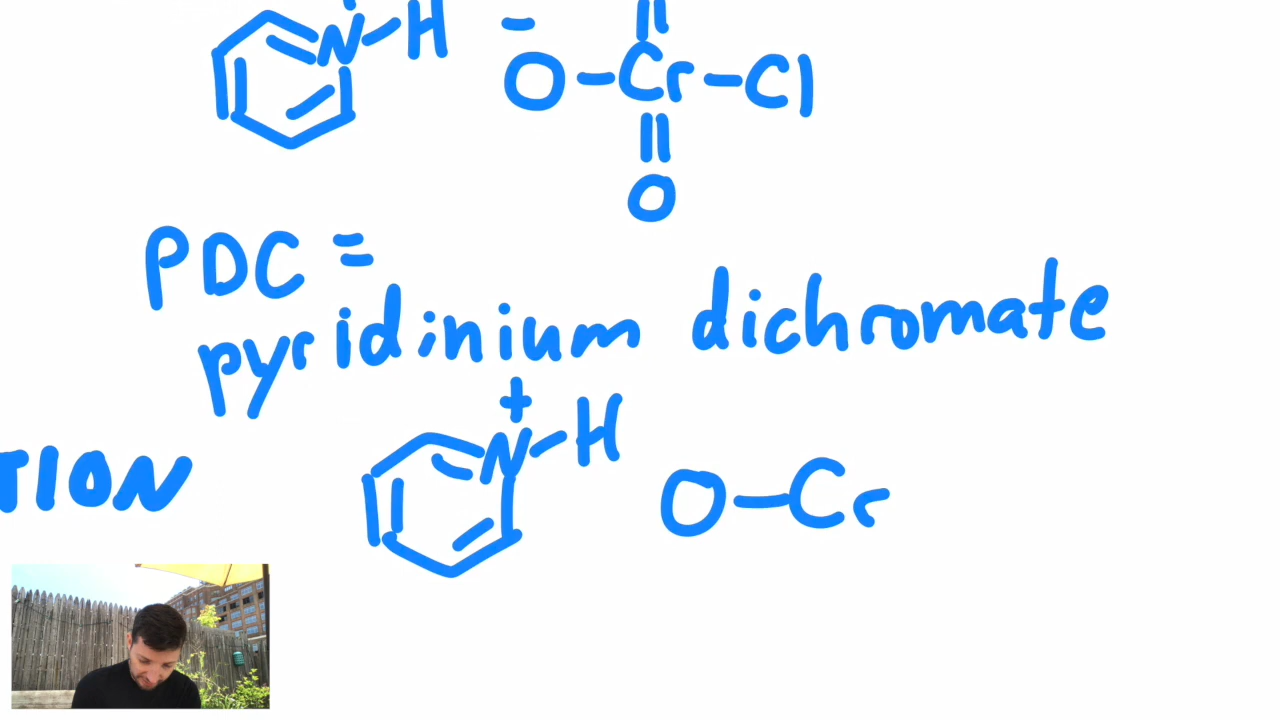 N–H ⁻O–Cr–Cl
O
PDC =
pyridinium dichromate
+
N–H O–Cr
TION